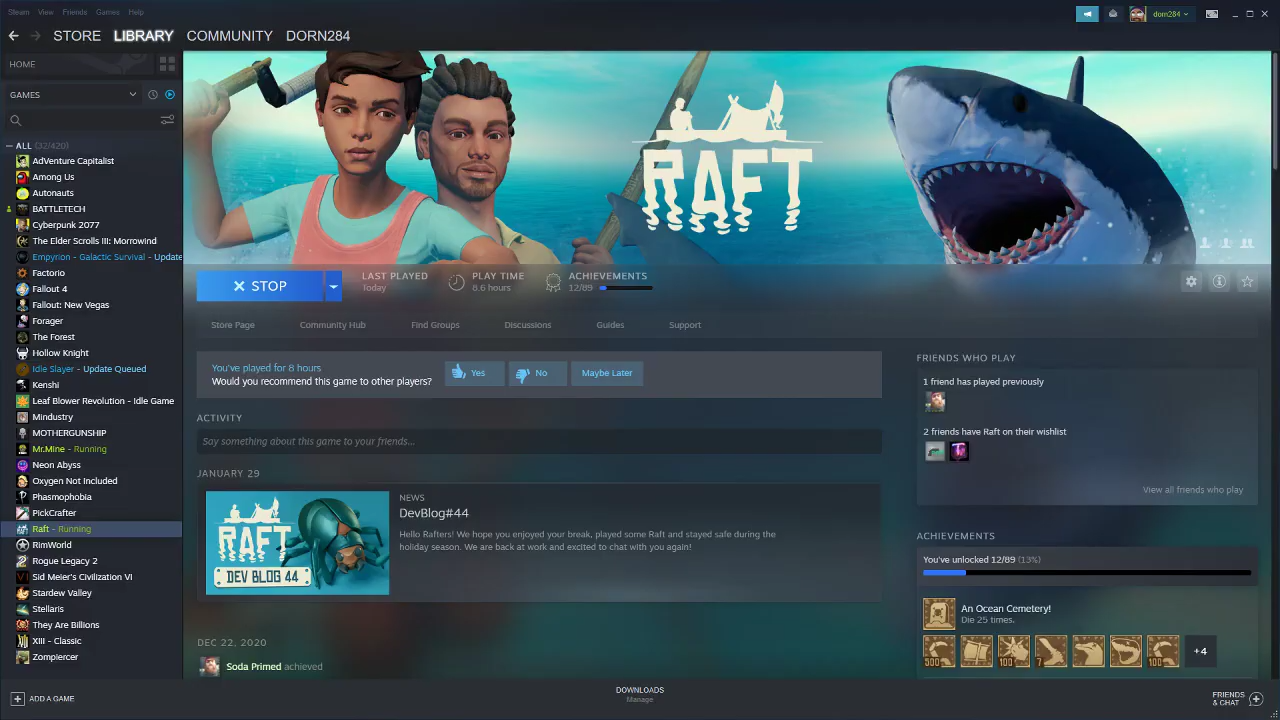 Steam View Friends Games Help
dorn284
STORE LIBRARY COMMUNITY DORN284
HOME
GAMES
ALL (32/420)
AdVenture Capitalist
Among Us
Autonauts
BATTLETECH
Cyberpunk 2077
The Elder Scrolls III: Morrowind
Empyrion - Galactic Survival - Update
Factorio
Fallout 4
Fallout: New Vegas
Forager
The Forest
Hollow Knight
Idle Slayer - Update Queued
Kenshi
Leaf Blower Revolution - Idle Game
Mindustry
MOTHERGUNSHIP
Mr.Mine - Running
Neon Abyss
Oxygen Not Included
Phasmophobia
PickCrafter
Raft - Running
RimWorld
Rogue Legacy 2
Sid Meier's Civilization VI
Stardew Valley
Stellaris
They Are Billions
XIII - Classic
Zompiercer
ADD A GAME
RAFT
STOP
LAST PLAYED
Today
PLAY TIME
8.6 hours
ACHIEVEMENTS
12/89
Store Page Community Hub Find Groups Discussions Guides Support
You've played for 8 hours
Would you recommend this game to other players?
Yes No Maybe Later
ACTIVITY
Say something about this game to your friends...
JANUARY 29
RAFT
DEV BLOG 44
NEWS
DevBlog#44
Hello Rafters! We hope you enjoyed your break, played some Raft and stayed safe during the
holiday season. We are back at work and excited to chat with you again!
DEC 22, 2020
Soda Primed achieved
FRIENDS WHO PLAY
1 friend has played previously
2 friends have Raft on their wishlist
View all friends who play
ACHIEVEMENTS
You've unlocked 12/89 (13%)
An Ocean Cemetery!
Die 25 times.
500 100 7 100 +4
DOWNLOADS
Manage
FRIENDS
& CHAT